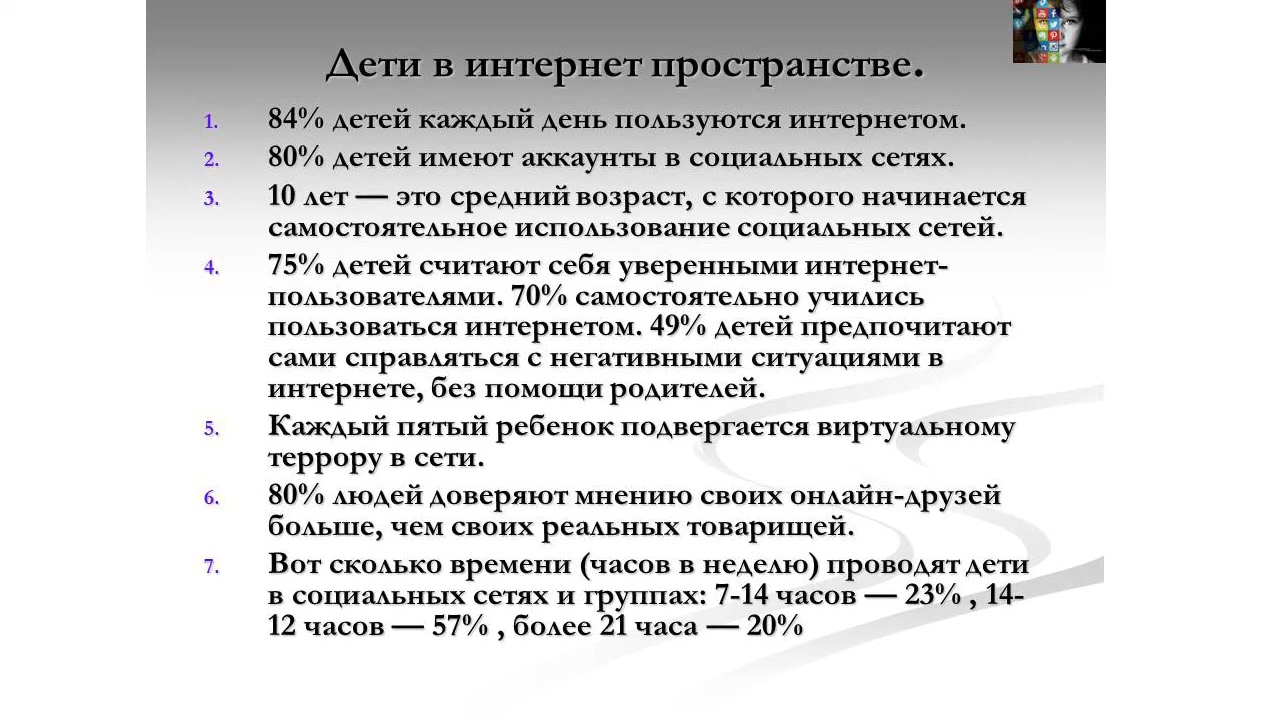 Дети в интернет пространстве.
1. 84% детей каждый день пользуются интернетом.
2. 80% детей имеют аккаунты в социальных сетях.
3. 10 лет — это средний возраст, с которого начинается
самостоятельное использование социальных сетей.
4. 75% детей считают себя уверенными интернет-
пользователями. 70% самостоятельно учились
пользоваться интернетом. 49% детей предпочитают
сами справляться с негативными ситуациями в
интернете, без помощи родителей.
5. Каждый пятый ребенок подвергается виртуальному
террору в сети.
6. 80% людей доверяют мнению своих онлайн-друзей
больше, чем своих реальных товарищей.
7. Вот сколько времени (часов в неделю) проводят дети
в социальных сетях и группах: 7-14 часов — 23% , 14-
12 часов — 57% , более 21 часа — 20%